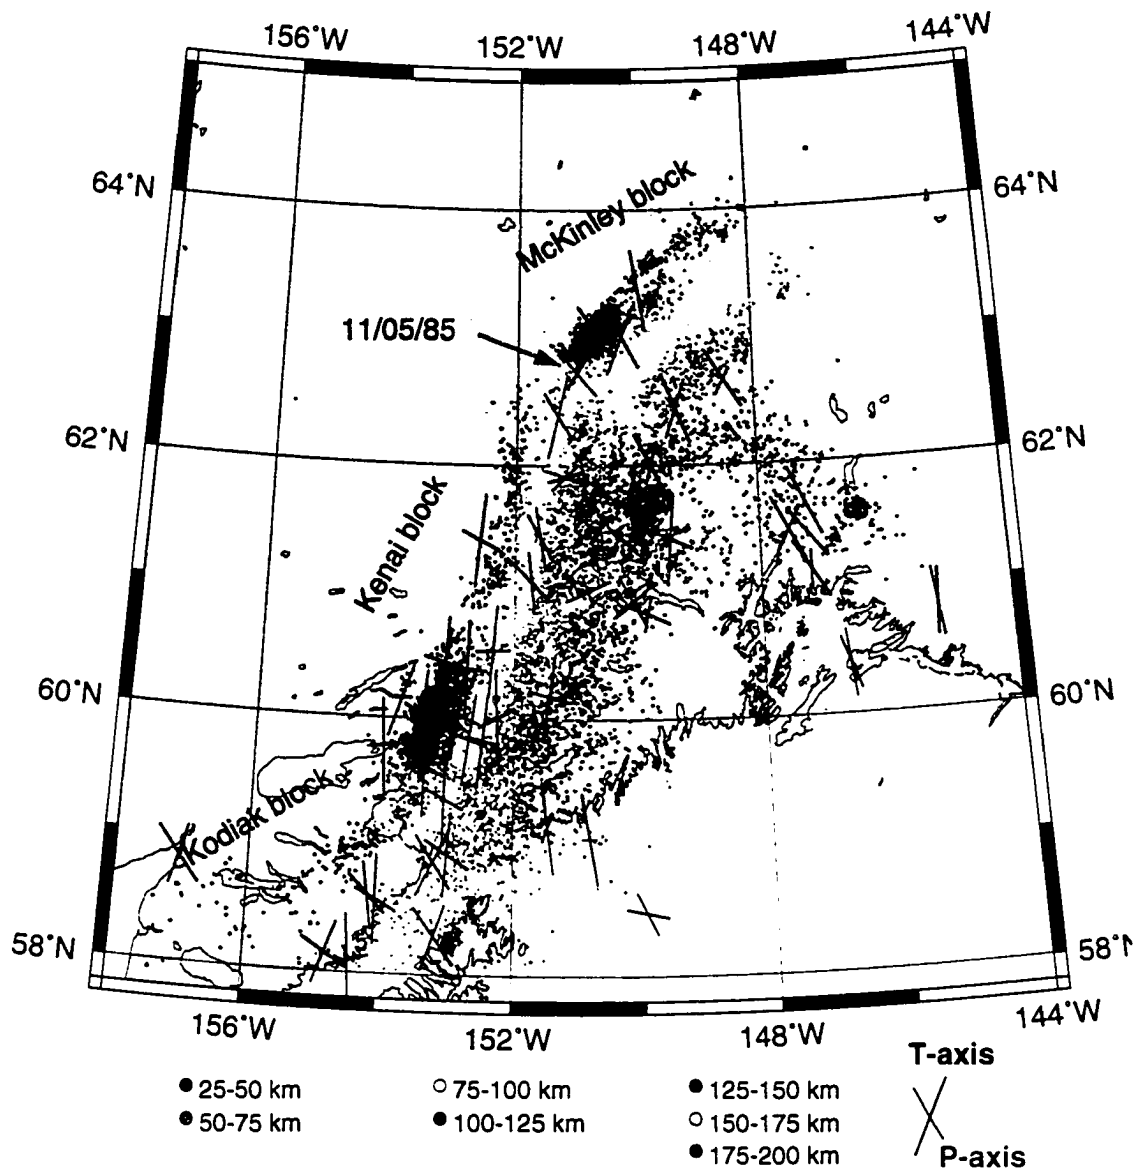 156°W 152°W 148°W 144°W
64°N 64°N
McKinley block
11/05/85
62°N 62°N
Kenai block
60°N 60°N
Kodiak block
58°N 58°N
156°W 152°W 148°W 144°W
T-axis
25-50 km 75-100 km 125-150 km
50-75 km 100-125 km 150-175 km
175-200 km
P-axis